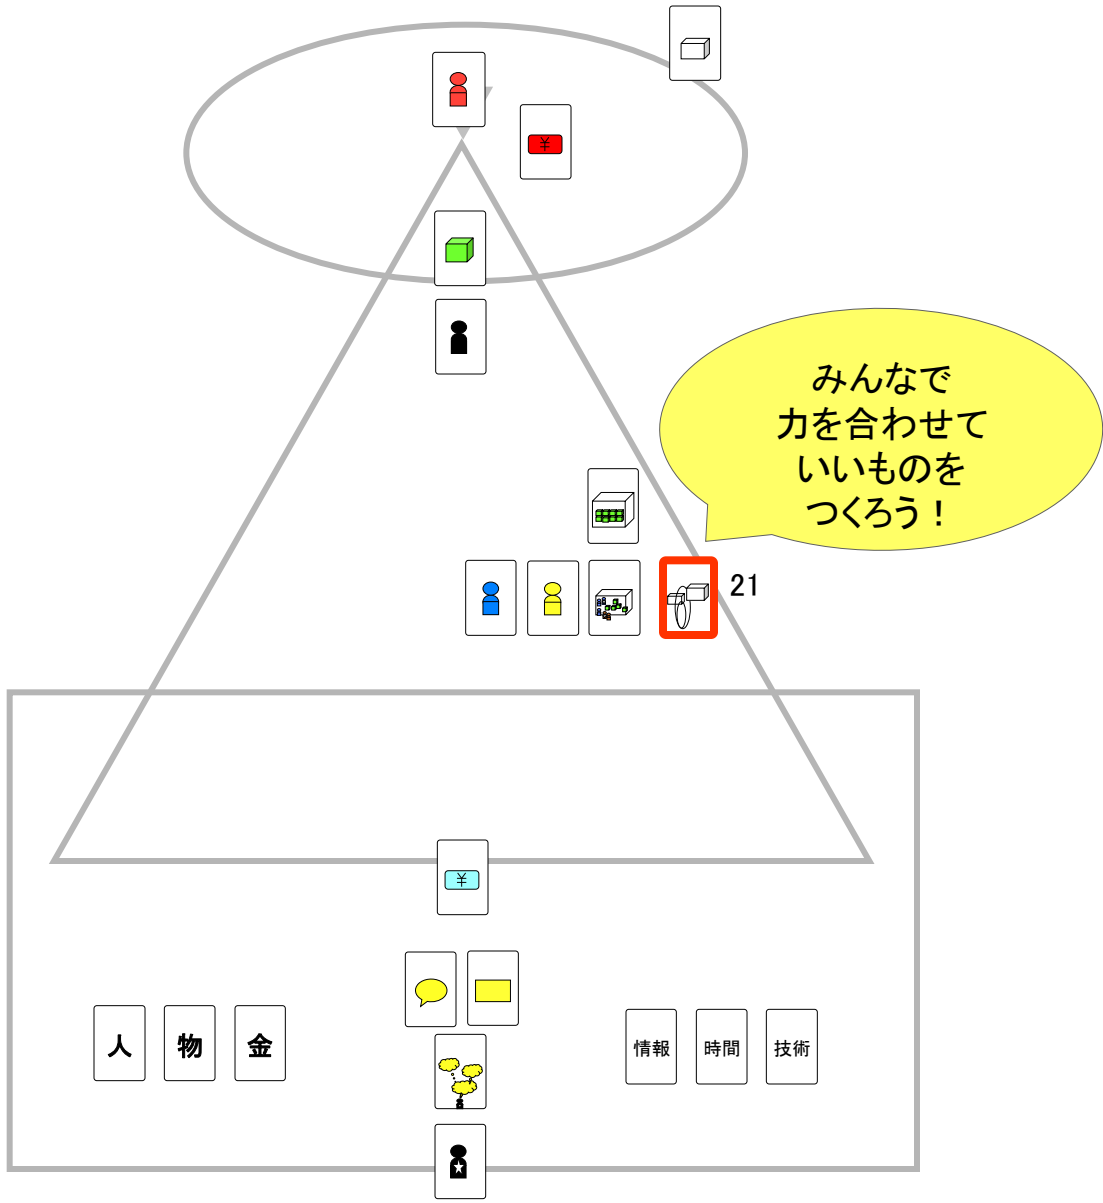 ¥
みんなで
力を合わせて
いいものを
つくろう！
21
¥
人
物
金
情報
時間
技術